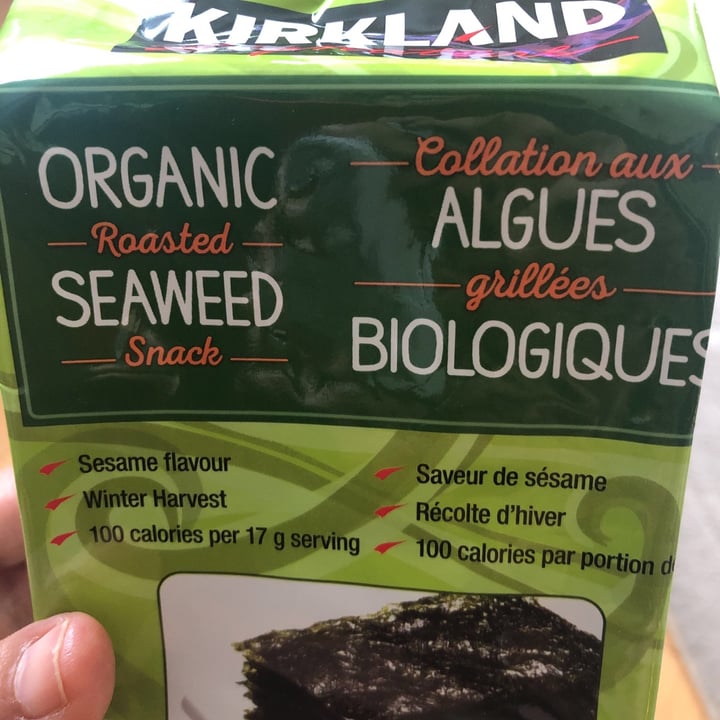 KIRKLAND
ORGANIC
Roasted
SEAWEED
Snack
Collation aux
ALGUES
grillées
BIOLOGIQUES
Sesame flavour
Winter Harvest
100 calories per 17 g serving
Saveur de sésame
Récolte d'hiver
100 calories par portion